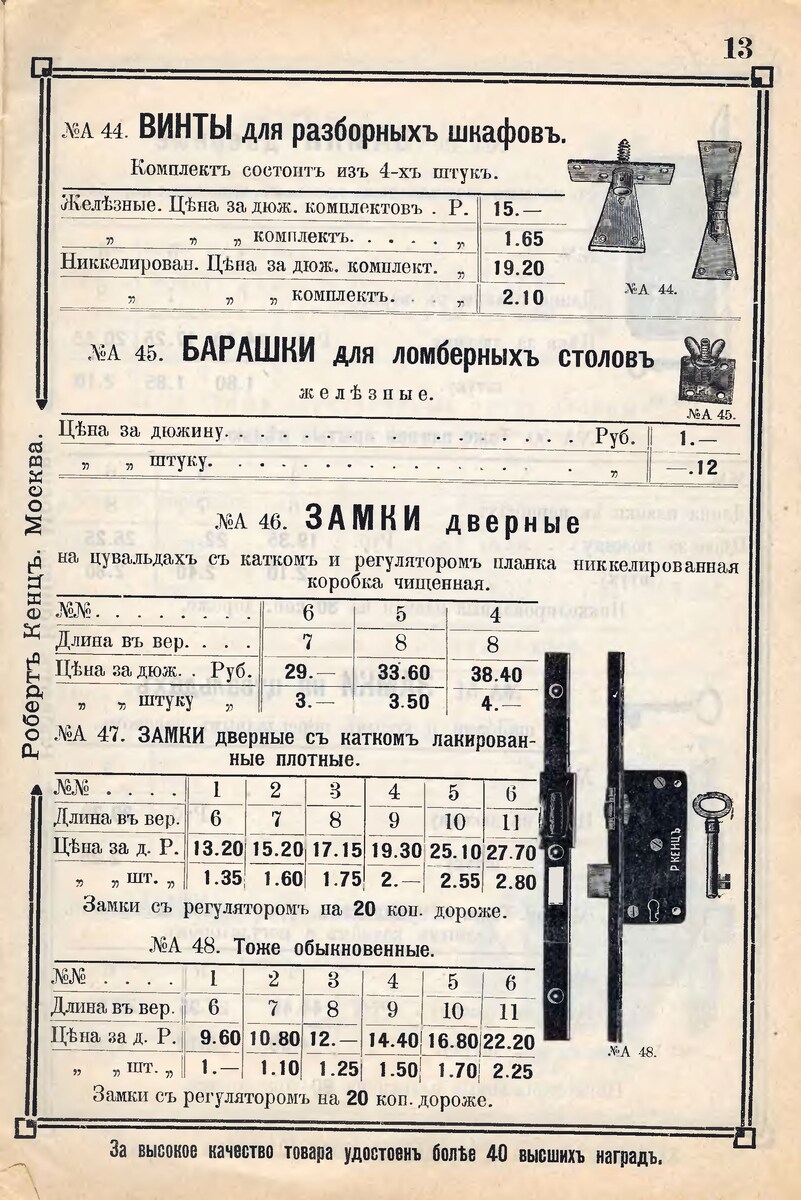 13
№А 44. ВИНТЫ для разборныхъ шкафовъ.
Комплектъ состоитъ изъ 4-хъ штукъ.
Желѣзные. Цѣна за дюж. комплектовъ . Р. 15.—
„ „ „ комплектъ. . . . . „ 1.65
Никкелирован. Цѣна за дюж. комплект. „ 19.20
„ „ „ комплектъ. . „ 2.10
№А 44.
№А 45. БАРАШКИ для ломберныхъ столовъ
желѣзные.
№А 45.
Цѣна за дюжину. . . . . . . . . . . . . . . . Руб. 1.—
„ „ штуку. . . . . . . . . . . . . . . . . „ —.12
№А 46. ЗАМКИ дверные
на цувальдахъ съ каткомъ и регуляторомъ планка никкелированная
коробка чищенная.
№№. . . . . . . . 6 5 4
Длина въ вер. . . . 7 8 8
Цѣна за дюж. Руб. 29.— 33.60 38.40
„ „ штуку „ 3.— 3.50 4.—
№А 47. ЗАМКИ дверные съ каткомъ лакирован-
ные плотные.
№№ . . . . 1 2 3 4 5 6
Длина въ вер. 6 7 8 9 10 11
Цѣна за д. Р. 13.20 15.20 17.15 19.30 25.10 27.70
„ „ шт. „ 1.35 1.60 1.75 2.— 2.55 2.80
Замки съ регуляторомъ на 20 коп. дороже.
№А 48. Тоже обыкновенные.
№№ . . . . 1 2 3 4 5 6
Длина въ вер. 6 7 8 9 10 11
Цѣна за д. Р. 9.60 10.80 12.— 14.40 16.80 22.20
„ „ шт. „ 1.— 1.10 1.25 1.50 1.70 2.25
Замки съ регуляторомъ на 20 коп. дороже.
Р КЕНЦЪ
№А 48.
Робертъ Кенцъ. Москва.
За высокое качество товара удостоенъ болѣе 40 высшихъ наградъ.